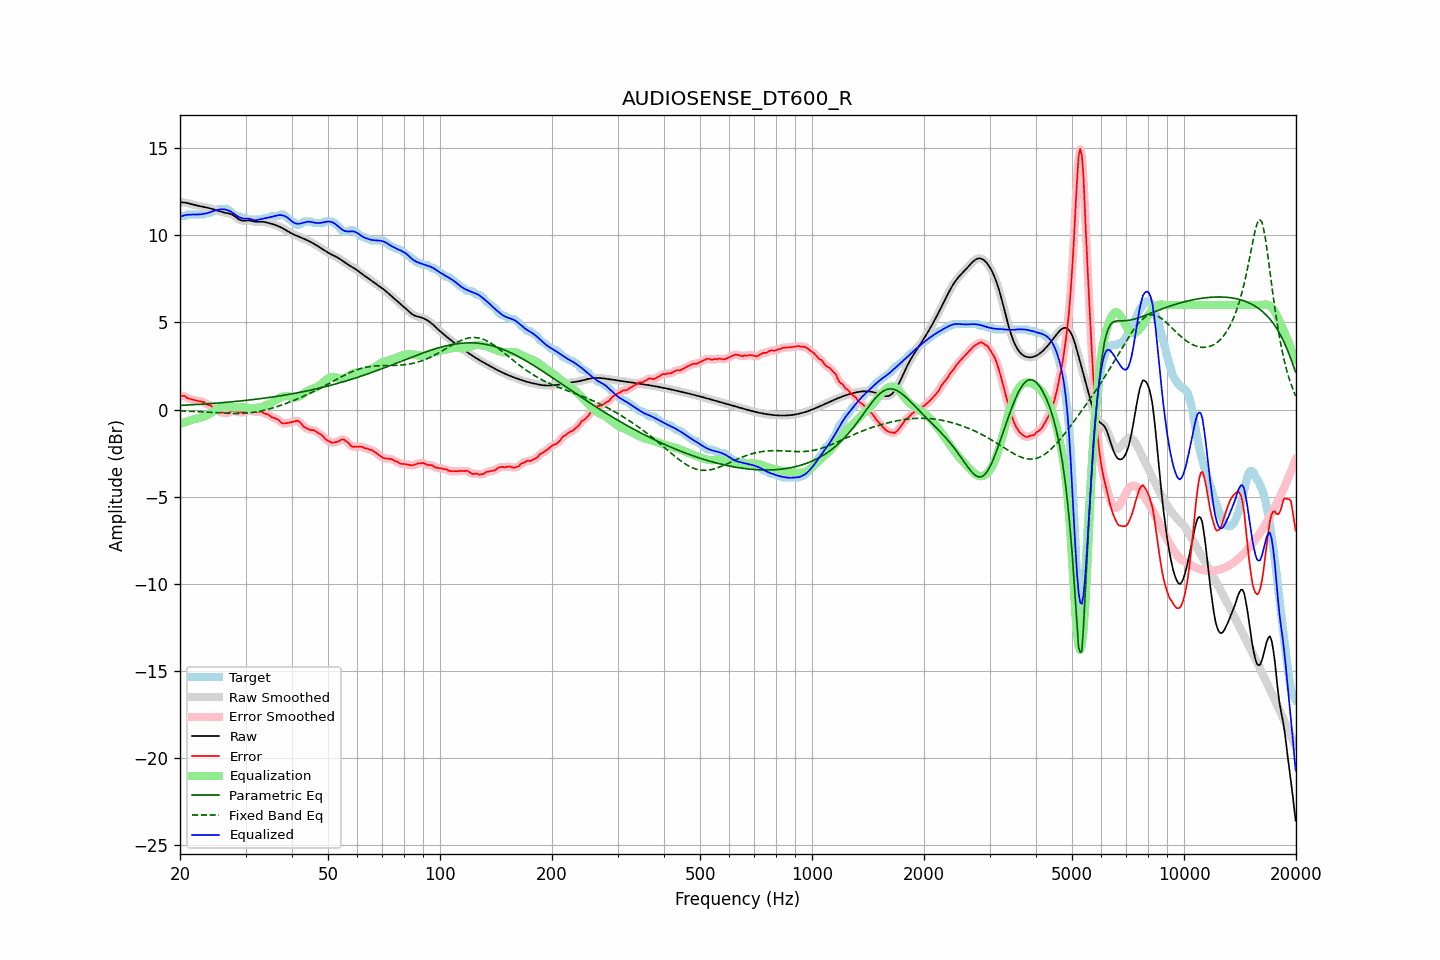 AUDIOSENSE_DT600_R
Amplitude (dBr)
15
10
5
0
−5
−10
−15
−20
−25
Target
Raw Smoothed
Error Smoothed
Raw
Error
Equalization
Parametric Eq
Fixed Band Eq
Equalized
20
50
100
200
500
1000
2000
5000
10000
20000
Frequency (Hz)